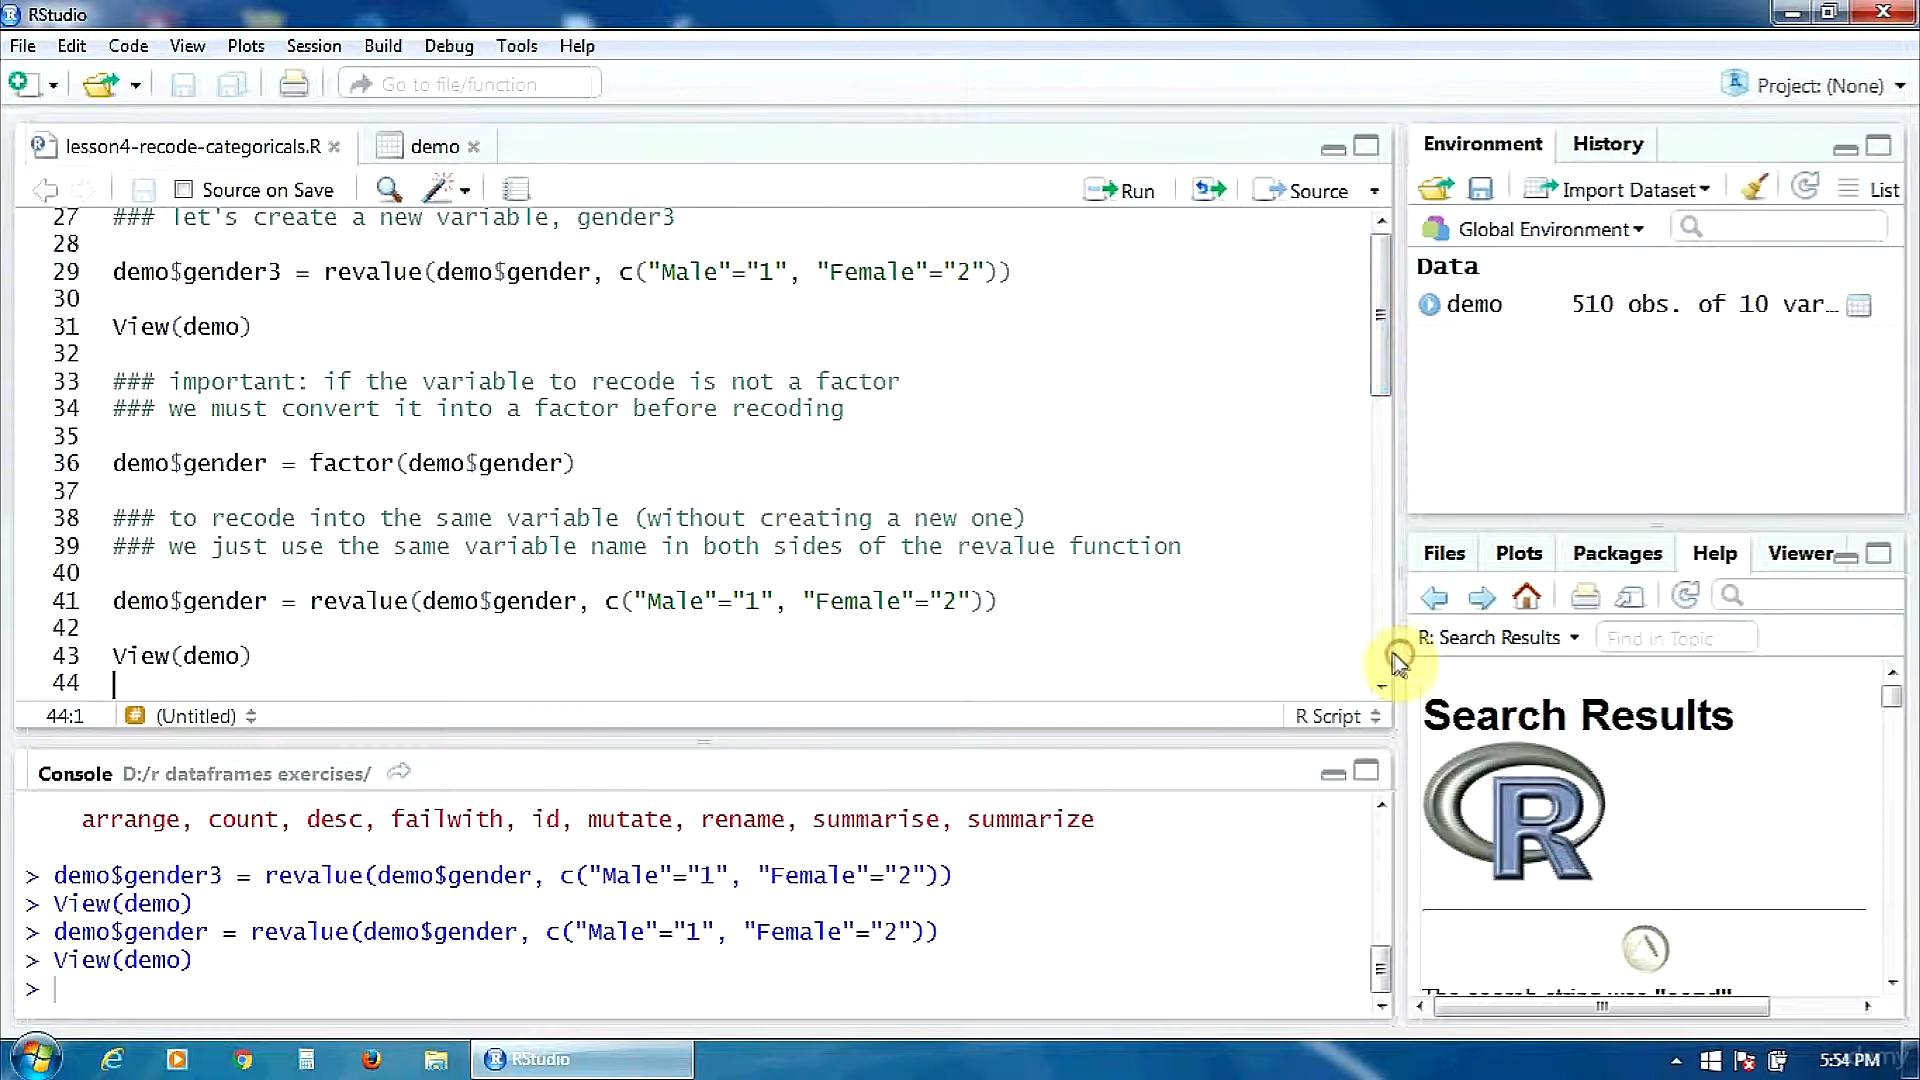 RStudio
File Edit Code View Plots Session Build Debug Tools Help
Go to file/function
Project: (None)
lesson4-recode-categoricals.R
demo
Source on Save
Run
Source
27 ### let's create a new variable, gender3
28
29 demo$gender3 = revalue(demo$gender, c("Male"="1", "Female"="2"))
30
31 View(demo)
32
33 ### important: if the variable to recode is not a factor
34 ### we must convert it into a factor before recoding
35
36 demo$gender = factor(demo$gender)
37
38 ### to recode into the same variable (without creating a new one)
39 ### we just use the same variable name in both sides of the revalue function
40
41 demo$gender = revalue(demo$gender, c("Male"="1", "Female"="2"))
42
43 View(demo)
44
44:1 # (Untitled) R Script
Console D:/r dataframes exercises/
arrange, count, desc, failwith, id, mutate, rename, summarise, summarize
> demo$gender3 = revalue(demo$gender, c("Male"="1", "Female"="2"))
> View(demo)
> demo$gender = revalue(demo$gender, c("Male"="1", "Female"="2"))
> View(demo)
>
Environment History
Import Dataset
List
Global Environment
Data
demo 510 obs. of 10 var…
Files Plots Packages Help Viewer
R: Search Results
Find in Topic
Search Results
R
RStudio
5:54 PM